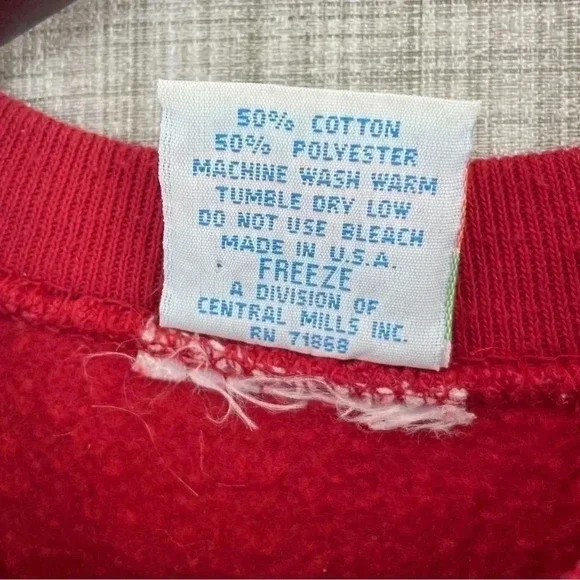 50% COTTON
50% POLYESTER
MACHINE WASH WARM
TUMBLE DRY LOW
DO NOT USE BLEACH
MADE IN U.S.A.
FREEZE
A DIVISION OF
CENTRAL MILLS INC.
RN 71868